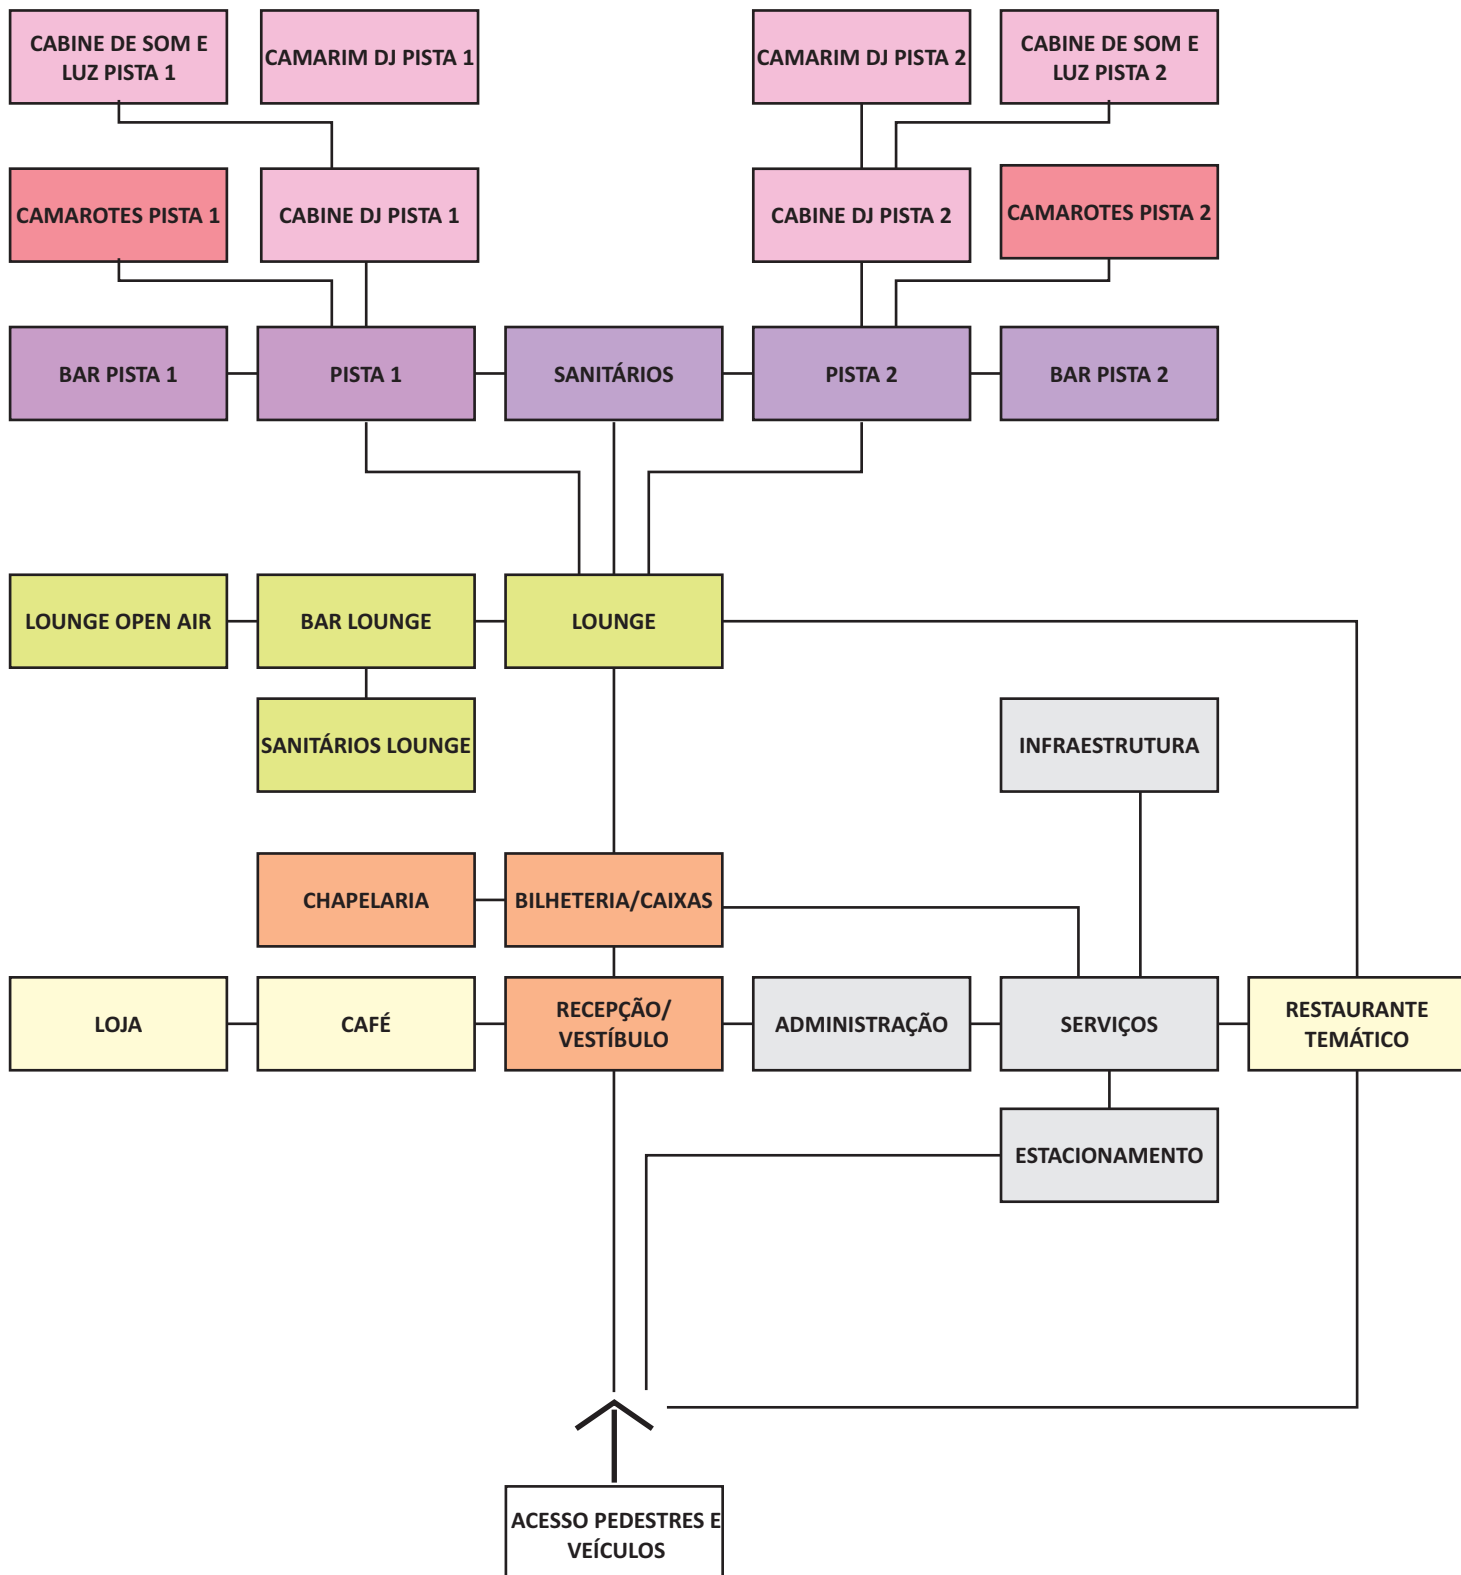 CABINE DE SOM E
LUZ PISTA 1
CAMARIM DJ PISTA 1
CAMARIM DJ PISTA 2
CABINE DE SOM E
LUZ PISTA 2
CAMAROTES PISTA 1
CABINE DJ PISTA 1
CABINE DJ PISTA 2
CAMAROTES PISTA 2
BAR PISTA 1
PISTA 1
SANITÁRIOS
PISTA 2
BAR PISTA 2
LOUNGE OPEN AIR
BAR LOUNGE
LOUNGE
SANITÁRIOS LOUNGE
INFRAESTRUTURA
CHAPELARIA
BILHETERIA/CAIXAS
LOJA
CAFÉ
RECEPÇÃO/
VESTÍBULO
ADMINISTRAÇÃO
SERVIÇOS
RESTAURANTE
TEMÁTICO
ESTACIONAMENTO
ACESSO PEDESTRES E
VEÍCULOS